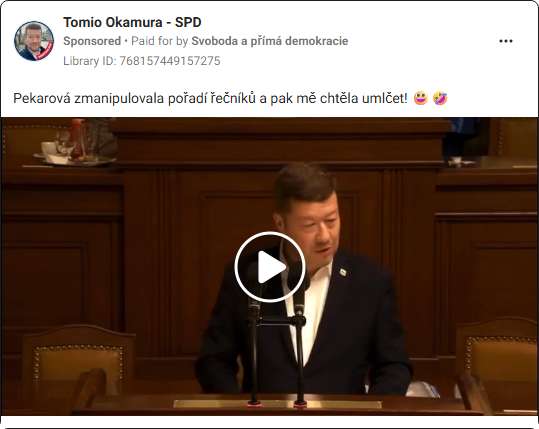 Tomio Okamura - SPD
Sponsored • Paid for by Svoboda a přímá demokracie
Library ID: 768157449157275
Pekarová zmanipulovala pořadí řečníků a pak mě chtěla umlčet! 😃 🤣